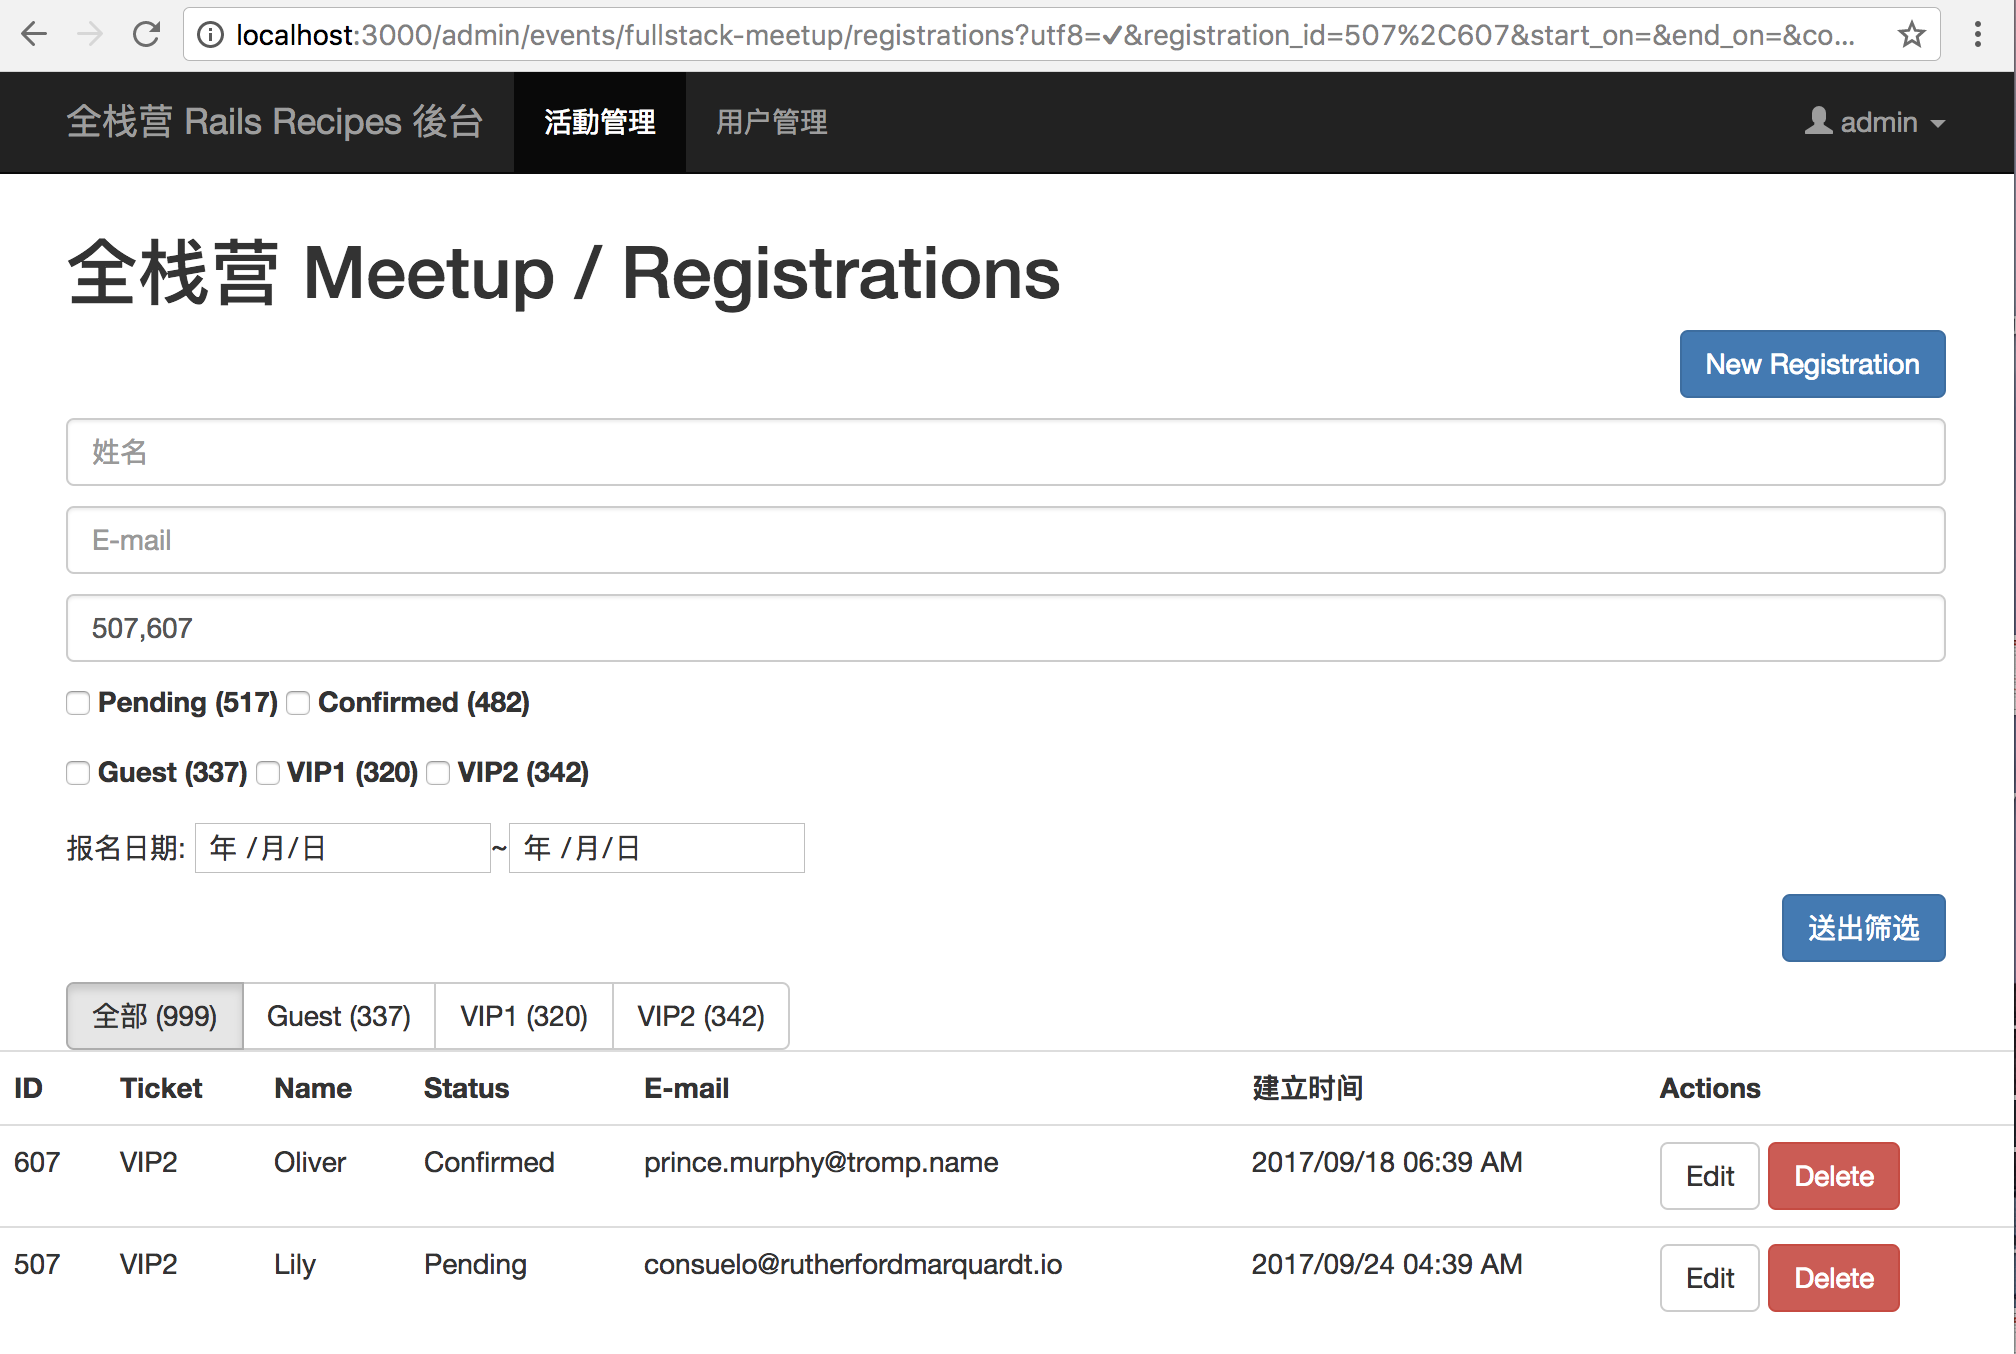 localhost:3000/admin/events/fullstack-meetup/registrations?utf8=✔&registration_id=507%2C607&start_on=&end_on=&co...
全栈营 Rails Recipes 後台 活動管理 用户管理 admin
全栈营 Meetup / Registrations
New Registration
姓名
E-mail
507,607
Pending (517) Confirmed (482)
Guest (337) VIP1 (320) VIP2 (342)
报名日期: 年 /月/日 ~ 年 /月/日
送出筛选
全部 (999) Guest (337) VIP1 (320) VIP2 (342)
ID Ticket Name Status E-mail 建立时间 Actions
607 VIP2 Oliver Confirmed prince.murphy@tromp.name 2017/09/18 06:39 AM Edit Delete
507 VIP2 Lily Pending consuelo@rutherfordmarquardt.io 2017/09/24 04:39 AM Edit Delete